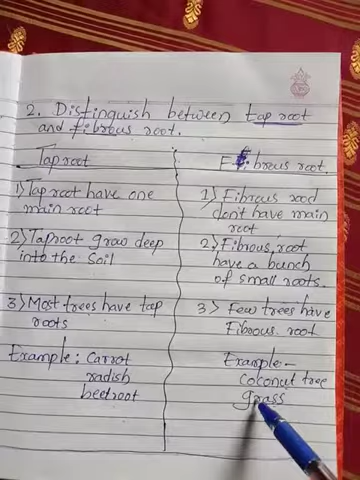 2. Distinguish between tap root
and fibrous root.
Tap root
1) Tap root have one
main root
2) Taproot grow deep
into the soil
3) Most trees have tap
roots
Example: Carrot
radish
beetroot
Fibrous root.
1) Fibrous rood
don't have main
root
2) Fibrous root
have a bunch
of small roots.
3) Few trees have
Fibrous root
Example-
coconut tree
grass